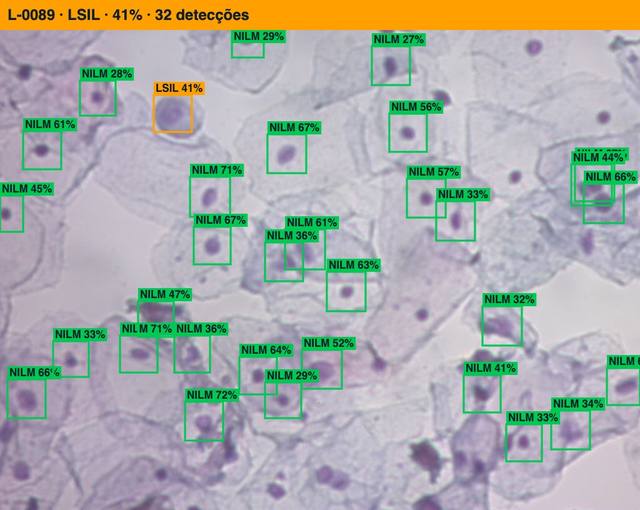 L-0089 · LSIL · 41% · 32 detecções
NILM 29%
NILM 27%
NILM 28%
LSIL 41%
NILM 56%
NILM 61%
NILM 67%
NILM 44%
NILM 71%
NILM 57%
NILM 66%
NILM 45%
NILM 33%
NILM 67%
NILM 61%
NILM 36%
NILM 63%
NILM 47%
NILM 32%
NILM 33%
NILM 71%
NILM 36%
NILM 64%
NILM 52%
NILM 41%
NILM 66%
NILM 29%
NILM 72%
NILM 33%
NILM 34%
NILM